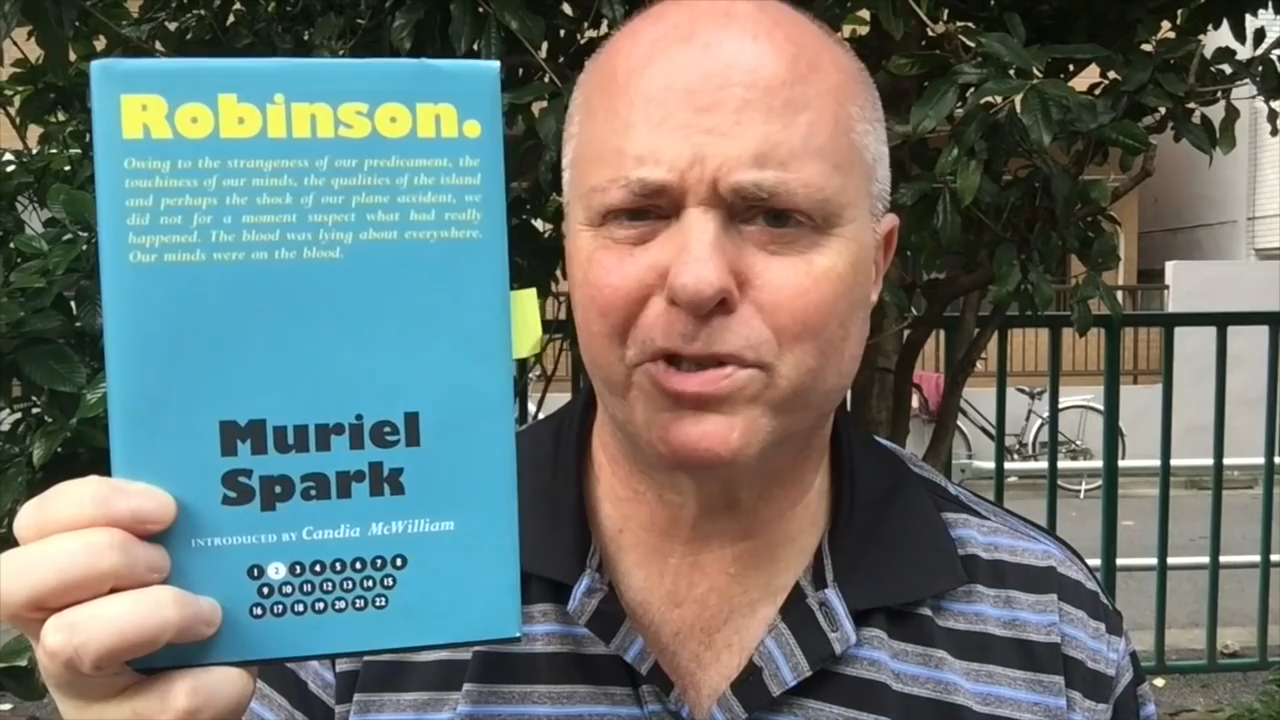 Robinson.
Owing to the strangeness of our predicament, the
touchiness of our minds, the qualities of the island
and perhaps the shock of our plane accident, we
did not for a moment suspect what had really
happened. The blood was lying about everywhere.
Our minds were on the blood.
Muriel
Spark
INTRODUCED BY Candia McWilliam
1 2 3 4 5 6 7 8
9 10 11 12 13 14 15
16 17 18 19 20 21 22